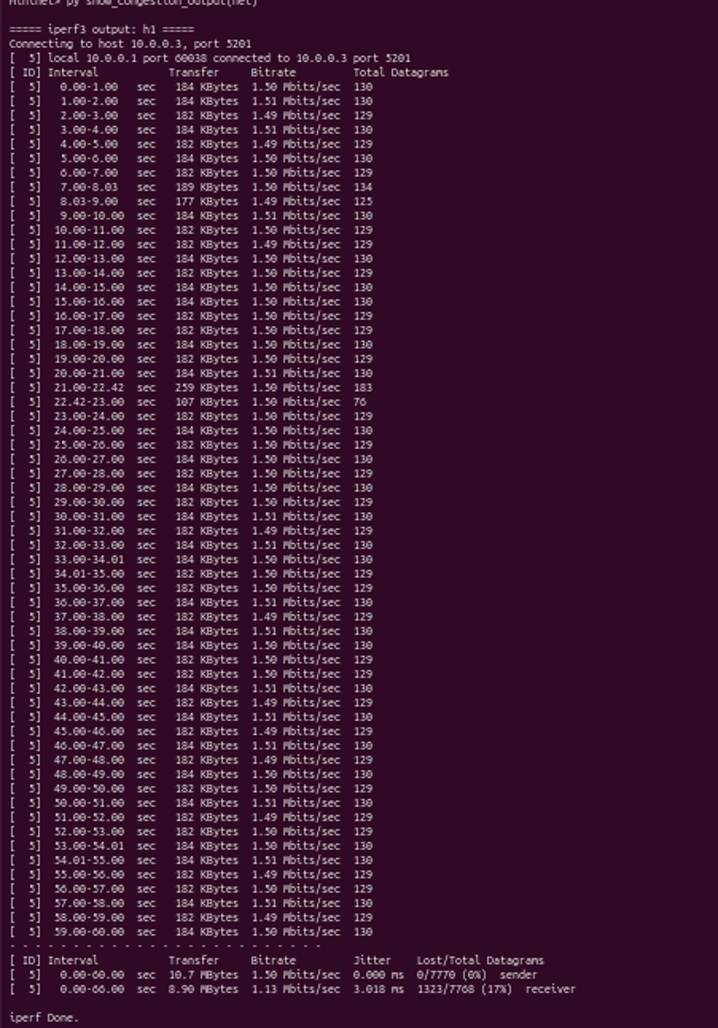 mininet> py show_congestion_output(net)
===== iperf3 output: h1 =====
Connecting to host 10.0.0.3, port 5201
[  5] local 10.0.0.1 port 60038 connected to 10.0.0.3 port 5201
[ ID] Interval           Transfer     Bitrate         Total Datagrams
[  5]   0.00-1.00   sec   184 KBytes  1.50 Mbits/sec  130
[  5]   1.00-2.00   sec   184 KBytes  1.51 Mbits/sec  130
[  5]   2.00-3.00   sec   182 KBytes  1.49 Mbits/sec  129
[  5]   3.00-4.00   sec   184 KBytes  1.51 Mbits/sec  130
[  5]   4.00-5.00   sec   182 KBytes  1.49 Mbits/sec  129
[  5]   5.00-6.00   sec   184 KBytes  1.50 Mbits/sec  130
[  5]   6.00-7.00   sec   182 KBytes  1.50 Mbits/sec  129
[  5]   7.00-8.03   sec   189 KBytes  1.50 Mbits/sec  134
[  5]   8.03-9.00   sec   177 KBytes  1.49 Mbits/sec  125
[  5]   9.00-10.00  sec   184 KBytes  1.51 Mbits/sec  130
[  5]  10.00-11.00  sec   182 KBytes  1.50 Mbits/sec  129
[  5]  11.00-12.00  sec   182 KBytes  1.49 Mbits/sec  129
[  5]  12.00-13.00  sec   184 KBytes  1.50 Mbits/sec  130
[  5]  13.00-14.00  sec   182 KBytes  1.50 Mbits/sec  129
[  5]  14.00-15.00  sec   184 KBytes  1.50 Mbits/sec  130
[  5]  15.00-16.00  sec   184 KBytes  1.50 Mbits/sec  130
[  5]  16.00-17.00  sec   182 KBytes  1.50 Mbits/sec  129
[  5]  17.00-18.00  sec   182 KBytes  1.50 Mbits/sec  129
[  5]  18.00-19.00  sec   184 KBytes  1.50 Mbits/sec  130
[  5]  19.00-20.00  sec   182 KBytes  1.50 Mbits/sec  129
[  5]  20.00-21.00  sec   184 KBytes  1.51 Mbits/sec  130
[  5]  21.00-22.42  sec   259 KBytes  1.50 Mbits/sec  183
[  5]  22.42-23.00  sec   107 KBytes  1.50 Mbits/sec  76
[  5]  23.00-24.00  sec   182 KBytes  1.50 Mbits/sec  129
[  5]  24.00-25.00  sec   184 KBytes  1.50 Mbits/sec  130
[  5]  25.00-26.00  sec   182 KBytes  1.50 Mbits/sec  129
[  5]  26.00-27.00  sec   184 KBytes  1.50 Mbits/sec  130
[  5]  27.00-28.00  sec   182 KBytes  1.50 Mbits/sec  129
[  5]  28.00-29.00  sec   184 KBytes  1.50 Mbits/sec  130
[  5]  29.00-30.00  sec   182 KBytes  1.50 Mbits/sec  129
[  5]  30.00-31.00  sec   184 KBytes  1.51 Mbits/sec  130
[  5]  31.00-32.00  sec   182 KBytes  1.49 Mbits/sec  129
[  5]  32.00-33.00  sec   184 KBytes  1.51 Mbits/sec  130
[  5]  33.00-34.01  sec   184 KBytes  1.50 Mbits/sec  130
[  5]  34.01-35.00  sec   182 KBytes  1.50 Mbits/sec  129
[  5]  35.00-36.00  sec   182 KBytes  1.50 Mbits/sec  129
[  5]  36.00-37.00  sec   184 KBytes  1.51 Mbits/sec  130
[  5]  37.00-38.00  sec   182 KBytes  1.49 Mbits/sec  129
[  5]  38.00-39.00  sec   184 KBytes  1.51 Mbits/sec  130
[  5]  39.00-40.00  sec   184 KBytes  1.50 Mbits/sec  130
[  5]  40.00-41.00  sec   182 KBytes  1.50 Mbits/sec  129
[  5]  41.00-42.00  sec   182 KBytes  1.50 Mbits/sec  129
[  5]  42.00-43.00  sec   184 KBytes  1.51 Mbits/sec  130
[  5]  43.00-44.00  sec   182 KBytes  1.49 Mbits/sec  129
[  5]  44.00-45.00  sec   184 KBytes  1.51 Mbits/sec  130
[  5]  45.00-46.00  sec   182 KBytes  1.49 Mbits/sec  129
[  5]  46.00-47.00  sec   184 KBytes  1.51 Mbits/sec  130
[  5]  47.00-48.00  sec   182 KBytes  1.49 Mbits/sec  129
[  5]  48.00-49.00  sec   184 KBytes  1.50 Mbits/sec  130
[  5]  49.00-50.00  sec   182 KBytes  1.50 Mbits/sec  129
[  5]  50.00-51.00  sec   184 KBytes  1.51 Mbits/sec  130
[  5]  51.00-52.00  sec   182 KBytes  1.49 Mbits/sec  129
[  5]  52.00-53.00  sec   182 KBytes  1.50 Mbits/sec  129
[  5]  53.00-54.01  sec   184 KBytes  1.50 Mbits/sec  130
[  5]  54.01-55.00  sec   184 KBytes  1.51 Mbits/sec  130
[  5]  55.00-56.00  sec   182 KBytes  1.49 Mbits/sec  129
[  5]  56.00-57.00  sec   182 KBytes  1.50 Mbits/sec  129
[  5]  57.00-58.00  sec   184 KBytes  1.51 Mbits/sec  130
[  5]  58.00-59.00  sec   182 KBytes  1.49 Mbits/sec  129
[  5]  59.00-60.00  sec   184 KBytes  1.50 Mbits/sec  130
- - - - - - - - - - - - - - - - - - - - - - - - -
[ ID] Interval           Transfer     Bitrate         Jitter    Lost/Total Datagrams
[  5]   0.00-60.00  sec  10.7 MBytes  1.50 Mbits/sec  0.000 ms  0/7770 (0%)  sender
[  5]   0.00-66.00  sec  8.90 MBytes  1.13 Mbits/sec  3.018 ms  1323/7768 (17%)  receiver
iperf Done.